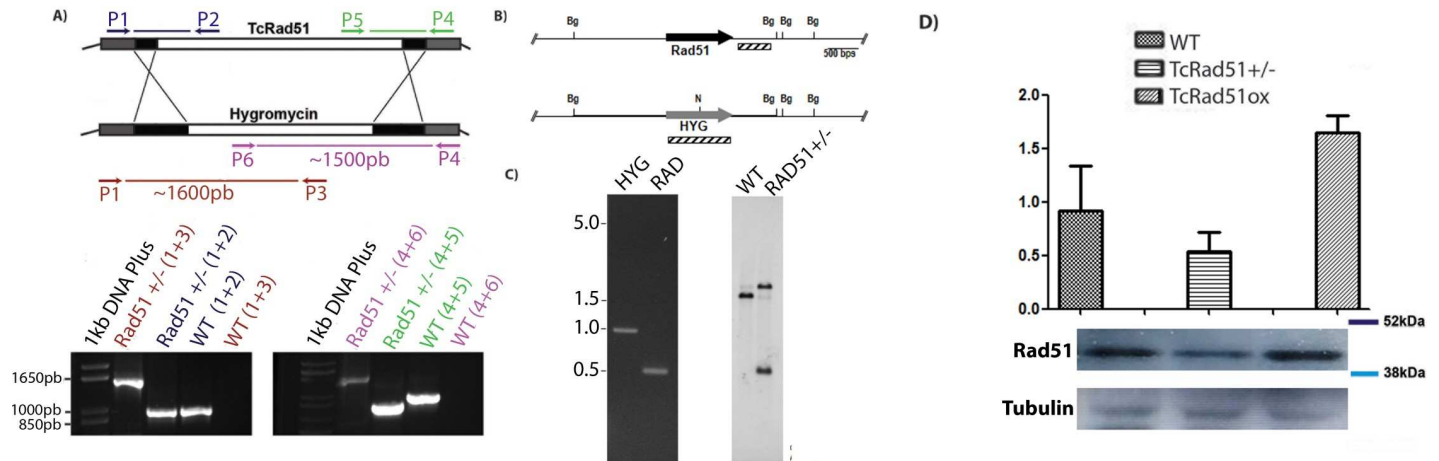 A)
P1
P2
P5
P4
TcRad51
Hygromycin
P6
~1500pb
P4
P1
~1600pb
P3
1kb DNA Plus
Rad51 +/- (1+3)
Rad51 +/- (1+2)
WT (1+2)
WT (1+3)
1kb DNA Plus
Rad51 +/- (4+6)
Rad51 +/- (4+5)
WT (4+5)
WT (4+6)
1650pb
1000pb
850pb
B)
Bg
Bg
Bg
Rad51
500 bps
Bg
N
Bg
Bg
HYG
C)
HYG
RAD
WT
RAD51+/-
5.0
1.5
1.0
0.5
D)
WT
TcRad51+/-
TcRad51ox
2.0
1.5
1.0
0.5
0.0
52kDa
Rad51
38kDa
Tubulin